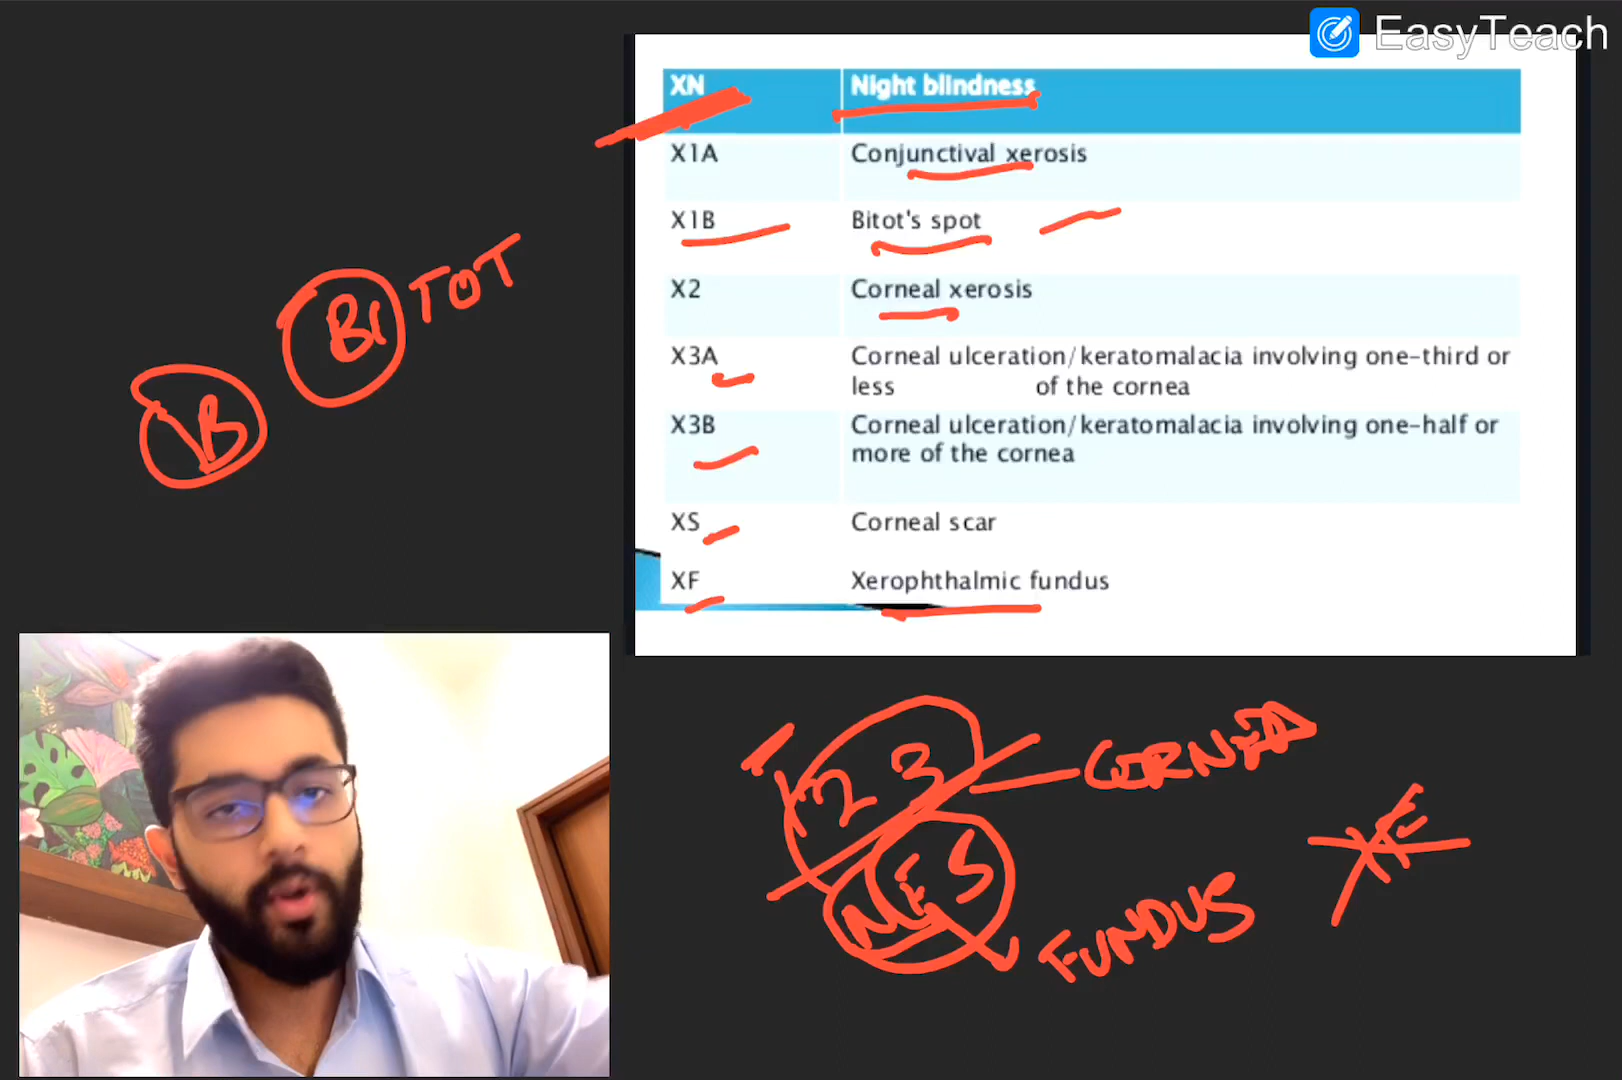 EasyTeach
XN Night blindness
X1A Conjunctival xerosis
X1B Bitot's spot
X2 Corneal xerosis
X3A Corneal ulceration/keratomalacia involving one-third or
less of the cornea
X3B Corneal ulceration/keratomalacia involving one-half or
more of the cornea
XS Corneal scar
XF Xerophthalmic fundus
BITOT
1B
1 2 3 CORNEA
N F S FUNDUS
XF